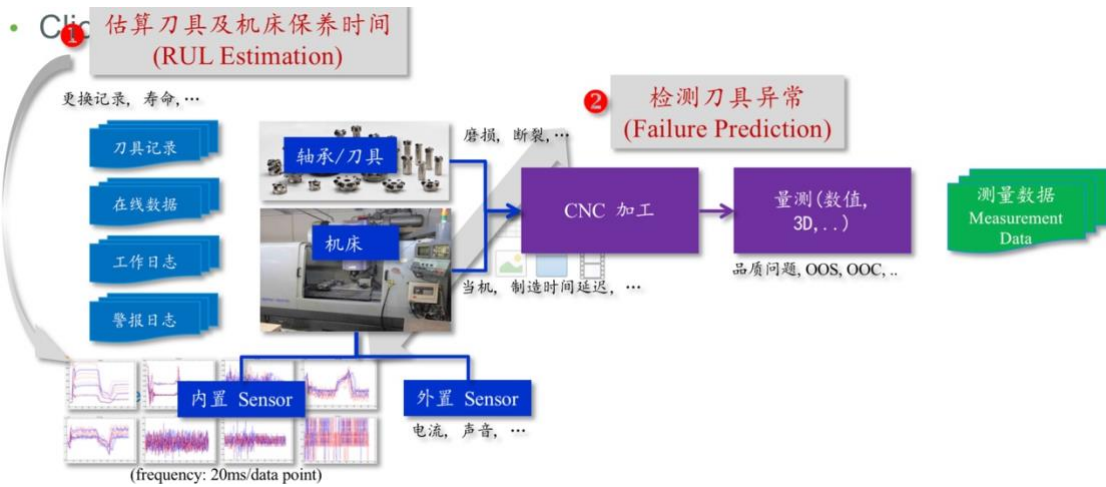 • Clic
❶ 估算刀具及机床保养时间
(RUL Estimation)
更换记录, 寿命,…
刀具记录
在线数据
工作日志
警报日志
轴承/刀具
机床
磨损, 断裂,…
❷ 检测刀具异常
(Failure Prediction)
CNC 加工
量测(数值,
3D,..)
测量数据
Measurement
Data
当机, 制造时间延迟, …
品质问题, OOS, OOC, ..
内置 Sensor
外置 Sensor
电流, 声音, …
(frequency: 20ms/data point)